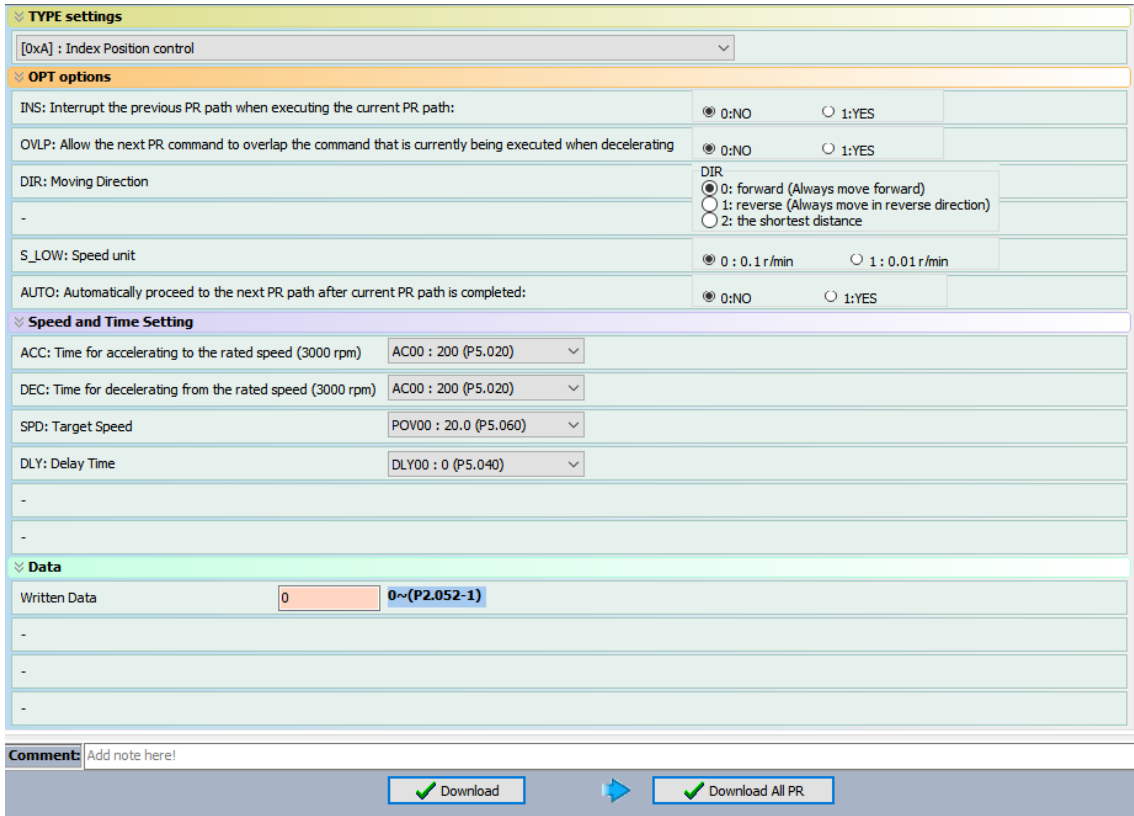 TYPE settings
[0xA] : Index Position control
OPT options
INS: Interrupt the previous PR path when executing the current PR path:
0:NO 1:YES
OVLP: Allow the next PR command to overlap the command that is currently being executed when decelerating
0:NO 1:YES
DIR: Moving Direction
DIR
0: forward (Always move forward)
1: reverse (Always move in reverse direction)
2: the shortest distance
-
S_LOW: Speed unit
0 : 0.1 r/min 1 : 0.01 r/min
AUTO: Automatically proceed to the next PR path after current PR path is completed:
0:NO 1:YES
Speed and Time Setting
ACC: Time for accelerating to the rated speed (3000 rpm) AC00 : 200 (P5.020)
DEC: Time for decelerating from the rated speed (3000 rpm) AC00 : 200 (P5.020)
SPD: Target Speed POV00 : 20.0 (P5.060)
DLY: Delay Time DLY00 : 0 (P5.040)
-
-
Data
Written Data 0 0~(P2.052-1)
-
-
-
Comment: Add note here!
Download Download All PR